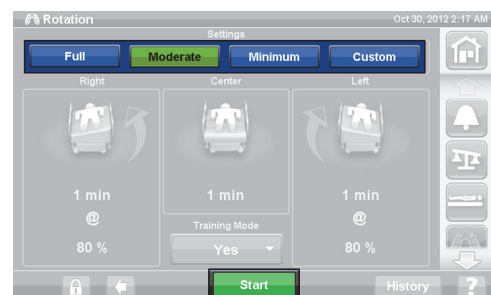 Rotation Oct 30, 2012 2:17 AM
Settings
Full Moderate Minimum Custom
Right Center Left
1 min 1 min 1 min
@ @
Training Mode
80 % Yes 80 %
Start History ?